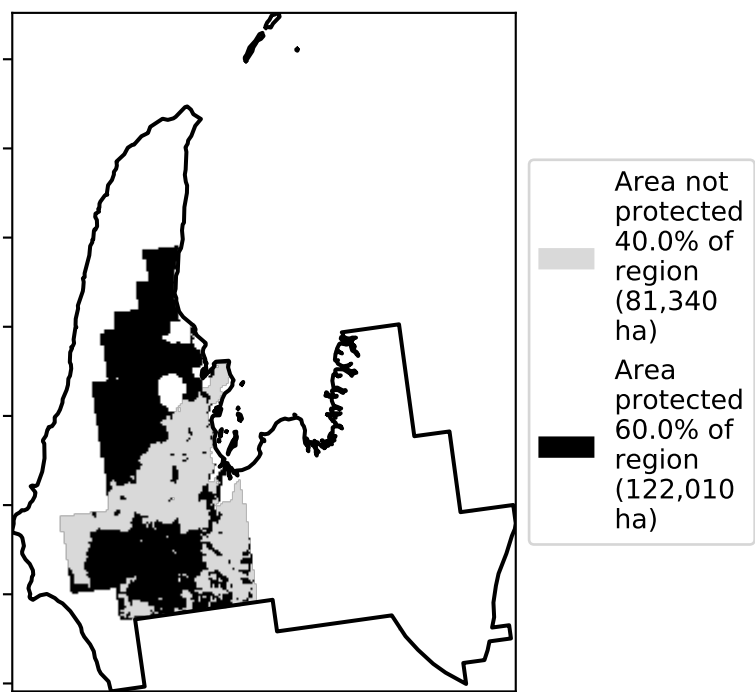 Area not
protected
40.0% of
region
(81,340
ha)
Area
protected
60.0% of
region
(122,010
ha)